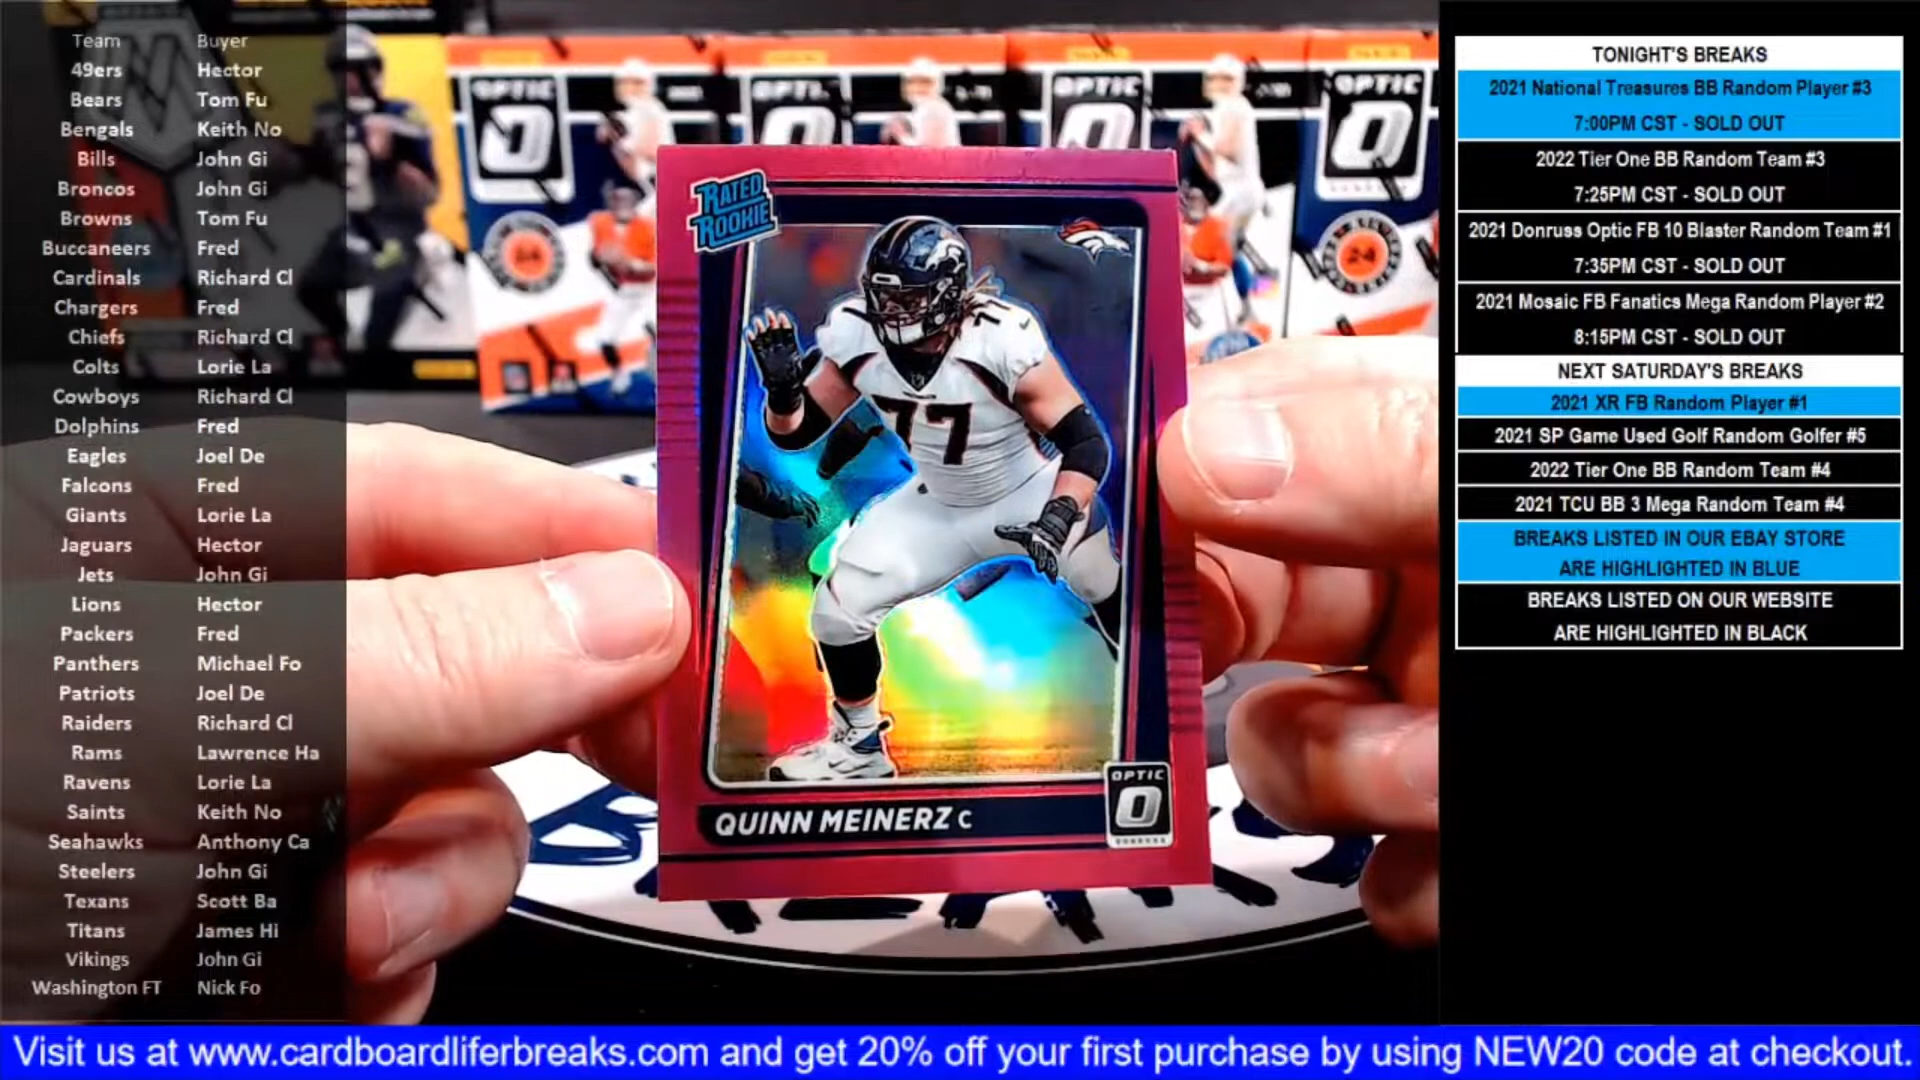 Team Buyer
49ers Hector
Bears Tom Fu
Bengals Keith No
Bills John Gi
Broncos John Gi
Browns Tom Fu
Buccaneers Fred
Cardinals Richard Cl
Chargers Fred
Chiefs Richard Cl
Colts Lorie La
Cowboys Richard Cl
Dolphins Fred
Eagles Joel De
Falcons Fred
Giants Lorie La
Jaguars Hector
Jets John Gi
Lions Hector
Packers Fred
Panthers Michael Fo
Patriots Joel De
Raiders Richard Cl
Rams Lawrence Ha
Ravens Lorie La
Saints Keith No
Seahawks Anthony Ca
Steelers John Gi
Texans Scott Ba
Titans James Hi
Vikings John Gi
Washington FT Nick Fo
OPTIC
OPTIC
OPTIC
24
24
RATED
ROOKIE
77
77
OPTIC
DONRUSS
QUINN MEINERZ C
TONIGHT'S BREAKS
2021 National Treasures BB Random Player #3
7:00PM CST - SOLD OUT
2022 Tier One BB Random Team #3
7:25PM CST - SOLD OUT
2021 Donruss Optic FB 10 Blaster Random Team #1
7:35PM CST - SOLD OUT
2021 Mosaic FB Fanatics Mega Random Player #2
8:15PM CST - SOLD OUT
NEXT SATURDAY'S BREAKS
2021 XR FB Random Player #1
2021 SP Game Used Golf Random Golfer #5
2022 Tier One BB Random Team #4
2021 TCU BB 3 Mega Random Team #4
BREAKS LISTED IN OUR EBAY STORE
ARE HIGHLIGHTED IN BLUE
BREAKS LISTED ON OUR WEBSITE
ARE HIGHLIGHTED IN BLACK
Visit us at www.cardboardliferbreaks.com and get 20% off your first purchase by using NEW20 code at checkout.